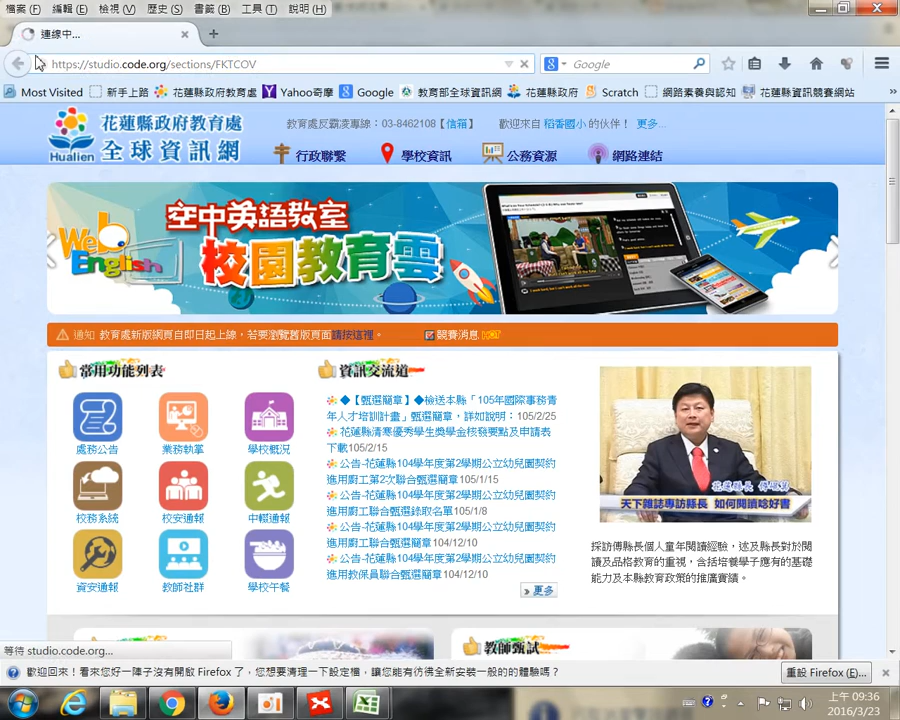 檔案 (F) 編輯 (E) 檢視 (V) 歷史 (S) 書籤 (B) 工具 (T) 說明 (H)
連線中...
https://studio.code.org/sections/FKTCOV
Google
Most Visited 新手上路 花蓮縣政府教育處 Yahoo奇摩 Google 教育部全球資訊網 花蓮縣政府 Scratch 網路素養與認知 花蓮縣資訊競賽網站
花蓮縣政府教育處
全球資訊網
Hualien
教育處反霸凌專線：03-8462108【信箱】 歡迎來自 稻香國小 的伙伴！ 更多...
行政聯繫 學校資訊 公務資源 網路連結
Web English
空中英語教室
校園教育雲
通知 教育處新版網頁自即日起上線，若要瀏覽舊版頁面請按這裡。 競賽消息
常用功能列表
處務公告 業務執掌 學校概況
校務系統 校安通報 中輟通報
資安通報 教師社群 學校午餐
資訊交流道
◆【甄選簡章】◆檢送本縣「105年國際事務青
年人才培訓計畫」甄選簡章，詳如說明：105/2/25
花蓮縣清寒優秀學生獎學金核發要點及申請表
下載105/2/15
公告-花蓮縣104學年度第2學期公立幼兒園契約
進用廚工第2次聯合甄選簡章105/1/15
公告-花蓮縣104學年度第2學期公立幼兒園契約
進用廚工聯合甄選錄取名單105/1/8
公告-花蓮縣104學年度第2學期公立幼兒園契約
進用廚工聯合甄選簡章104/12/10
公告-花蓮縣104學年度第2學期公立幼兒園契約
進用教保員聯合甄選簡章104/12/10
» 更多
天下雜誌專訪縣長 如何閱讀唸好書
採訪傅縣長個人童年閱讀經驗，述及縣長對於閱
讀及品格教育的重視，含括培養學子應有的基礎
能力及本縣教育政策的推廣實績。
教師甄試
等待 studio.code.org...
歡迎回來！看來您好一陣子沒有開啟 Firefox 了，您想要清理一下設定檔，讓您能有彷彿全新安裝一般的的體驗嗎？
重設 Firefox (E)...
上午 09:36
2016/3/23